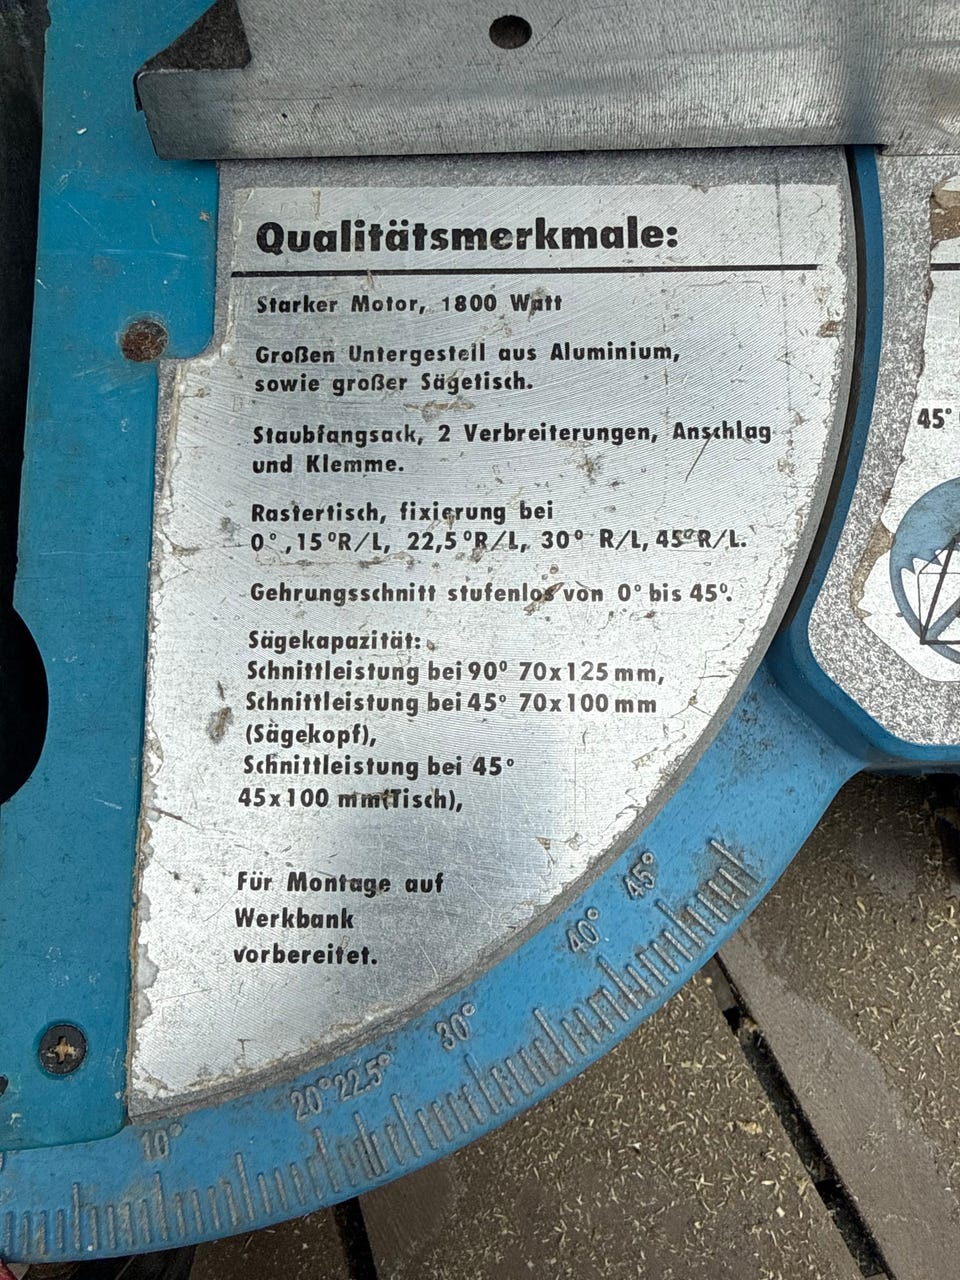 Qualitätsmerkmale:
Starker Motor, 1800 Watt
Großen Untergestell aus Aluminium,
sowie großer Sägetisch.
Staubfangsack, 2 Verbreiterungen, Anschlag
und Klemme.
Rastertisch, fixierung bei
0°,15°R/L, 22,5°R/L, 30° R/L, 45°R/L.
Gehrungsschnitt stufenlos von 0° bis 45°.
Sägekapazität:
Schnittleistung bei 90° 70x125 mm,
Schnittleistung bei 45° 70x100 mm
(Sägekopf),
Schnittleistung bei 45°
45x100 mm(Tisch),
Für Montage auf
Werkbank
vorbereitet.
45°
10° 20° 22.5° 30° 40° 45°